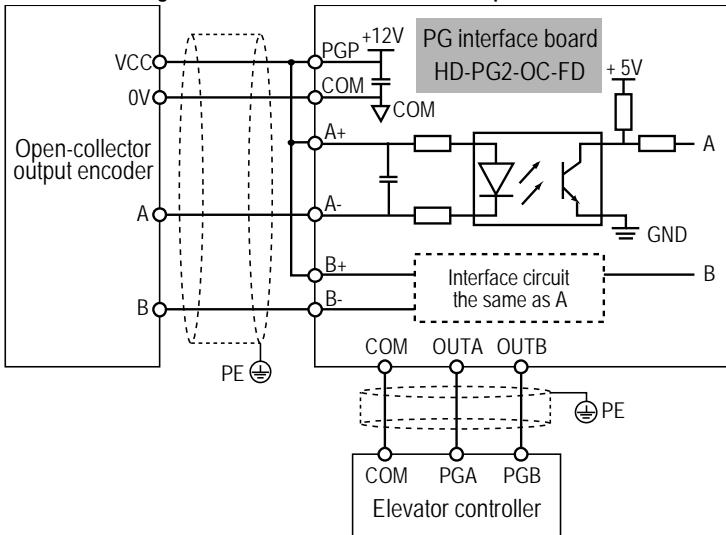 +12V
PG interface board
HD-PG2-OC-FD
VCC
PGP
+ 5V
0V
COM
COM
A+
A
Open-collector
output encoder
A
A-
GND
B+
Interface circuit
the same as A
B
B
B-
COM OUTA OUTB
PE
PE
COM PGA PGB
Elevator controller